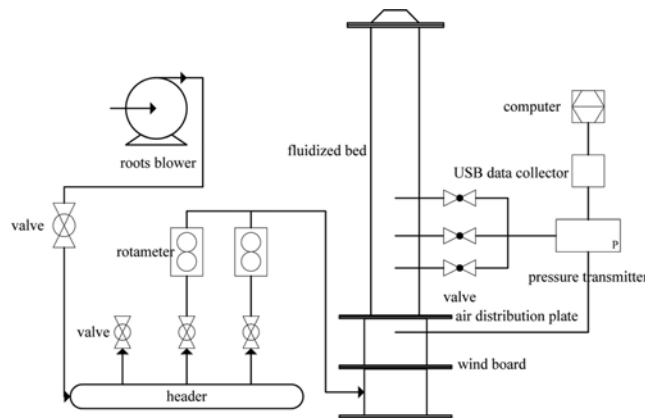 computer
roots blower
fluidized bed
USB data collector
valve
rotameter
P
pressure transmitter
valve
air distribution plate
valve
wind board
header